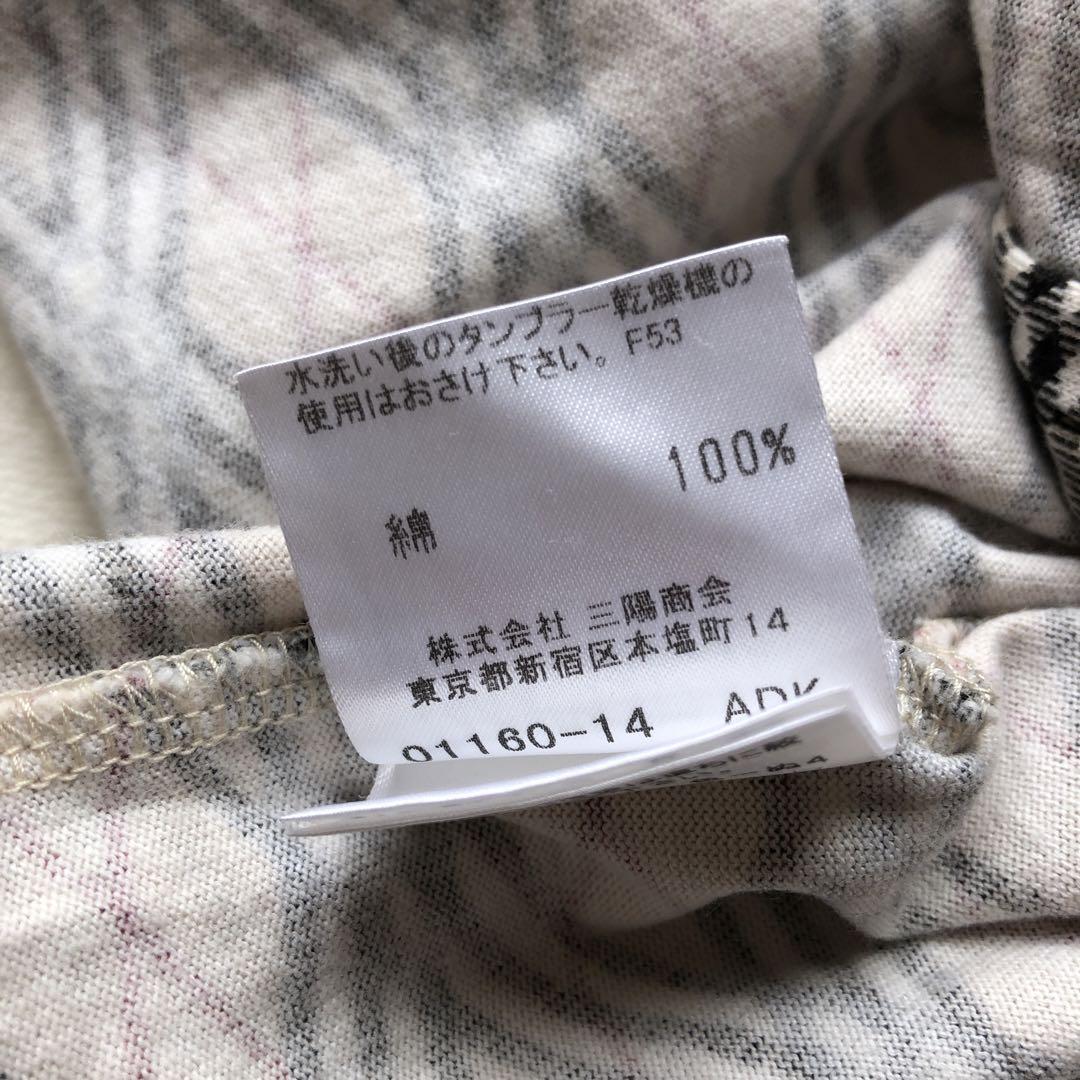 水洗い後のタンブラー乾燥機の
使用はおさけ下さい。F53
綿 100%
株式会社 三陽商会
東京都新宿区本塩町14
01160-14 ADK